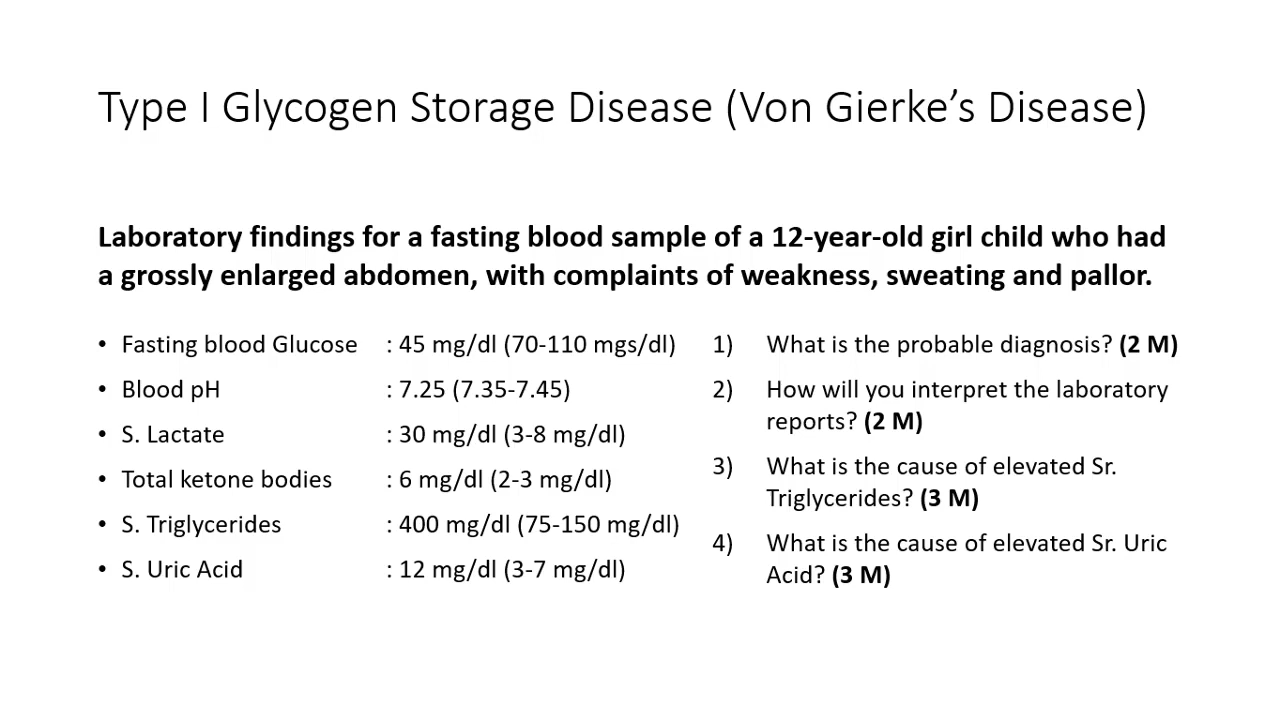 Type I Glycogen Storage Disease (Von Gierke’s Disease)
Laboratory findings for a fasting blood sample of a 12-year-old girl child who had
a grossly enlarged abdomen, with complaints of weakness, sweating and pallor.
• Fasting blood Glucose : 45 mg/dl (70-110 mgs/dl)
• Blood pH : 7.25 (7.35-7.45)
• S. Lactate : 30 mg/dl (3-8 mg/dl)
• Total ketone bodies : 6 mg/dl (2-3 mg/dl)
• S. Triglycerides : 400 mg/dl (75-150 mg/dl)
• S. Uric Acid : 12 mg/dl (3-7 mg/dl)
1) What is the probable diagnosis? (2 M)
2) How will you interpret the laboratory
reports? (2 M)
3) What is the cause of elevated Sr.
Triglycerides? (3 M)
4) What is the cause of elevated Sr. Uric
Acid? (3 M)